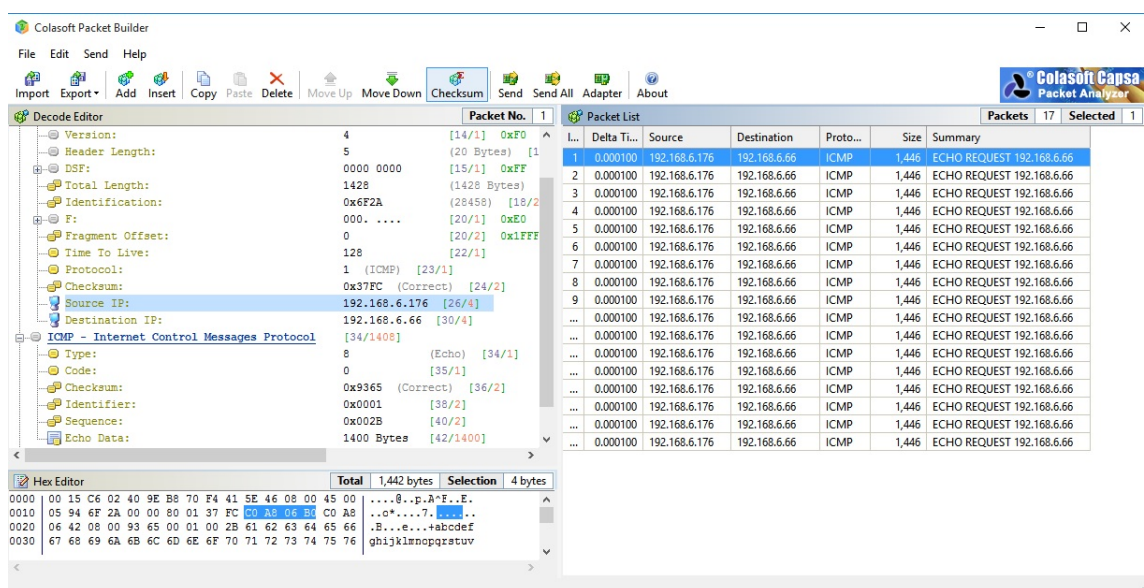 Colasoft Packet Builder
File Edit Send Help
Import Export Add Insert Copy Paste Delete Move Up Move Down Checksum Send Send All Adapter About
Colasoft Capsa
Packet Analyzer
Decode Editor Packet No. 1
Version: 4 [14/1] 0xF0
Header Length: 5 (20 Bytes) [1
DSF: 0000 0000 [15/1] 0xFF
Total Length: 1428 (1428 Bytes)
Identification: 0x6F2A (28458) [18/2
F: 000. .... [20/1] 0xE0
Fragment Offset: 0 [20/2] 0x1FFF
Time To Live: 128 [22/1]
Protocol: 1 (ICMP) [23/1]
Checksum: 0x37FC (Correct) [24/2]
Source IP: 192.168.6.176 [26/4]
Destination IP: 192.168.6.66 [30/4]
ICMP - Internet Control Messages Protocol [34/1408]
Type: 8 (Echo) [34/1]
Code: 0 [35/1]
Checksum: 0x9365 (Correct) [36/2]
Identifier: 0x0001 [38/2]
Sequence: 0x002B [40/2]
Echo Data: 1400 Bytes [42/1400]
Hex Editor Total 1,442 bytes Selection 4 bytes
0000 00 15 C6 02 40 9E B8 70 F4 41 5E 46 08 00 45 00 ....@..p.A^F..E.
0010 05 94 6F 2A 00 00 80 01 37 FC C0 A8 06 B0 C0 A8 ..o*....7.......
0020 06 42 08 00 93 65 00 01 00 2B 61 62 63 64 65 66 .B...e...+abcdef
0030 67 68 69 6A 6B 6C 6D 6E 6F 70 71 72 73 74 75 76 ghijklmnopqrstuv
Packet List Packets 17 Selected 1
I... Delta Ti... Source Destination Proto... Size Summary
1 0.000100 192.168.6.176 192.168.6.66 ICMP 1,446 ECHO REQUEST 192.168.6.66
2 0.000100 192.168.6.176 192.168.6.66 ICMP 1,446 ECHO REQUEST 192.168.6.66
3 0.000100 192.168.6.176 192.168.6.66 ICMP 1,446 ECHO REQUEST 192.168.6.66
4 0.000100 192.168.6.176 192.168.6.66 ICMP 1,446 ECHO REQUEST 192.168.6.66
5 0.000100 192.168.6.176 192.168.6.66 ICMP 1,446 ECHO REQUEST 192.168.6.66
6 0.000100 192.168.6.176 192.168.6.66 ICMP 1,446 ECHO REQUEST 192.168.6.66
7 0.000100 192.168.6.176 192.168.6.66 ICMP 1,446 ECHO REQUEST 192.168.6.66
8 0.000100 192.168.6.176 192.168.6.66 ICMP 1,446 ECHO REQUEST 192.168.6.66
9 0.000100 192.168.6.176 192.168.6.66 ICMP 1,446 ECHO REQUEST 192.168.6.66
... 0.000100 192.168.6.176 192.168.6.66 ICMP 1,446 ECHO REQUEST 192.168.6.66
... 0.000100 192.168.6.176 192.168.6.66 ICMP 1,446 ECHO REQUEST 192.168.6.66
... 0.000100 192.168.6.176 192.168.6.66 ICMP 1,446 ECHO REQUEST 192.168.6.66
... 0.000100 192.168.6.176 192.168.6.66 ICMP 1,446 ECHO REQUEST 192.168.6.66
... 0.000100 192.168.6.176 192.168.6.66 ICMP 1,446 ECHO REQUEST 192.168.6.66
... 0.000100 192.168.6.176 192.168.6.66 ICMP 1,446 ECHO REQUEST 192.168.6.66
... 0.000100 192.168.6.176 192.168.6.66 ICMP 1,446 ECHO REQUEST 192.168.6.66
... 0.000100 192.168.6.176 192.168.6.66 ICMP 1,446 ECHO REQUEST 192.168.6.66